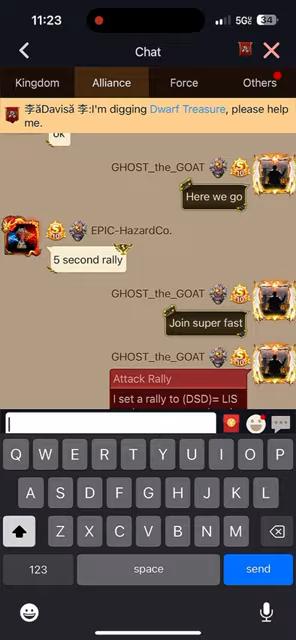 11:23
5G
34
Chat
Kingdom
Alliance
Force
Others
李ăDavisă 李:I'm digging Dwarf Treasure, please help
me.
ok
GHOST_the_GOAT
Here we go
EPIC-HazardCo.
5 second rally
GHOST_the_GOAT
Join super fast
GHOST_the_GOAT
Attack Rally
I set a rally to (DSD)= LIS
Q W E R T Y U I O P
A S D F G H J K L
Z X C V B N M
123
space
send